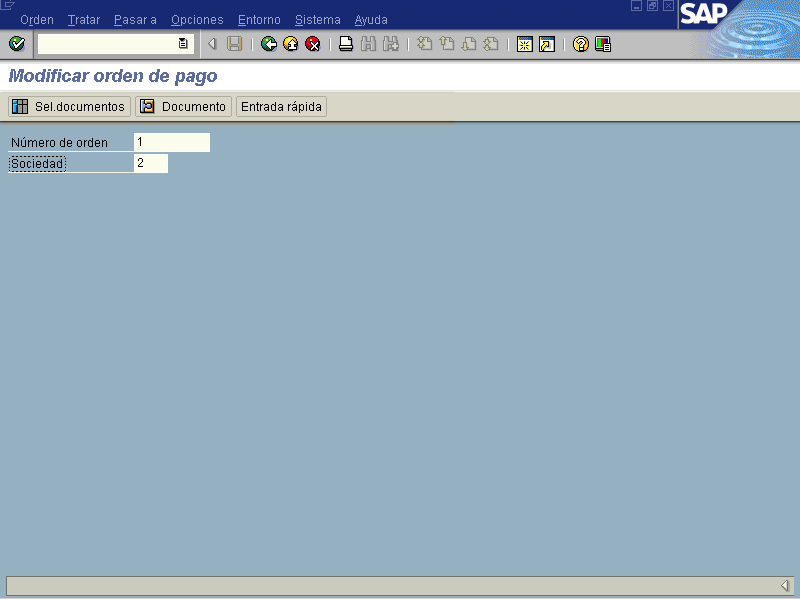 Orden Tratar Pasar a Opciones Entorno Sistema Ayuda
SAP
Modificar orden de pago
Sel.documentos Documento Entrada rápida
Número de orden 1
Sociedad 2